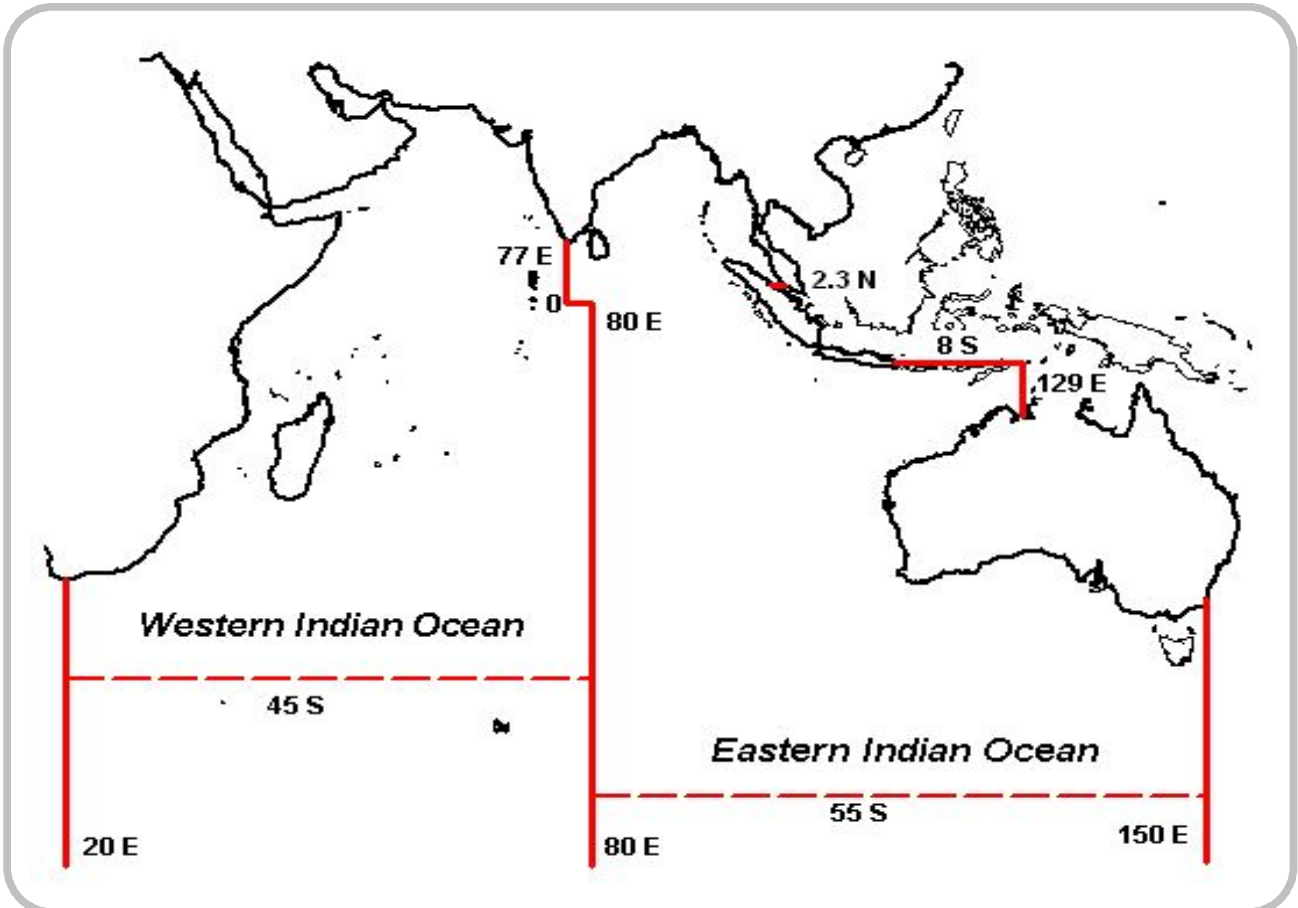 77 E
2.3 N
0
80 E
8 S
129 E
Western Indian Ocean
45 S
Eastern Indian Ocean
55 S
20 E
80 E
150 E